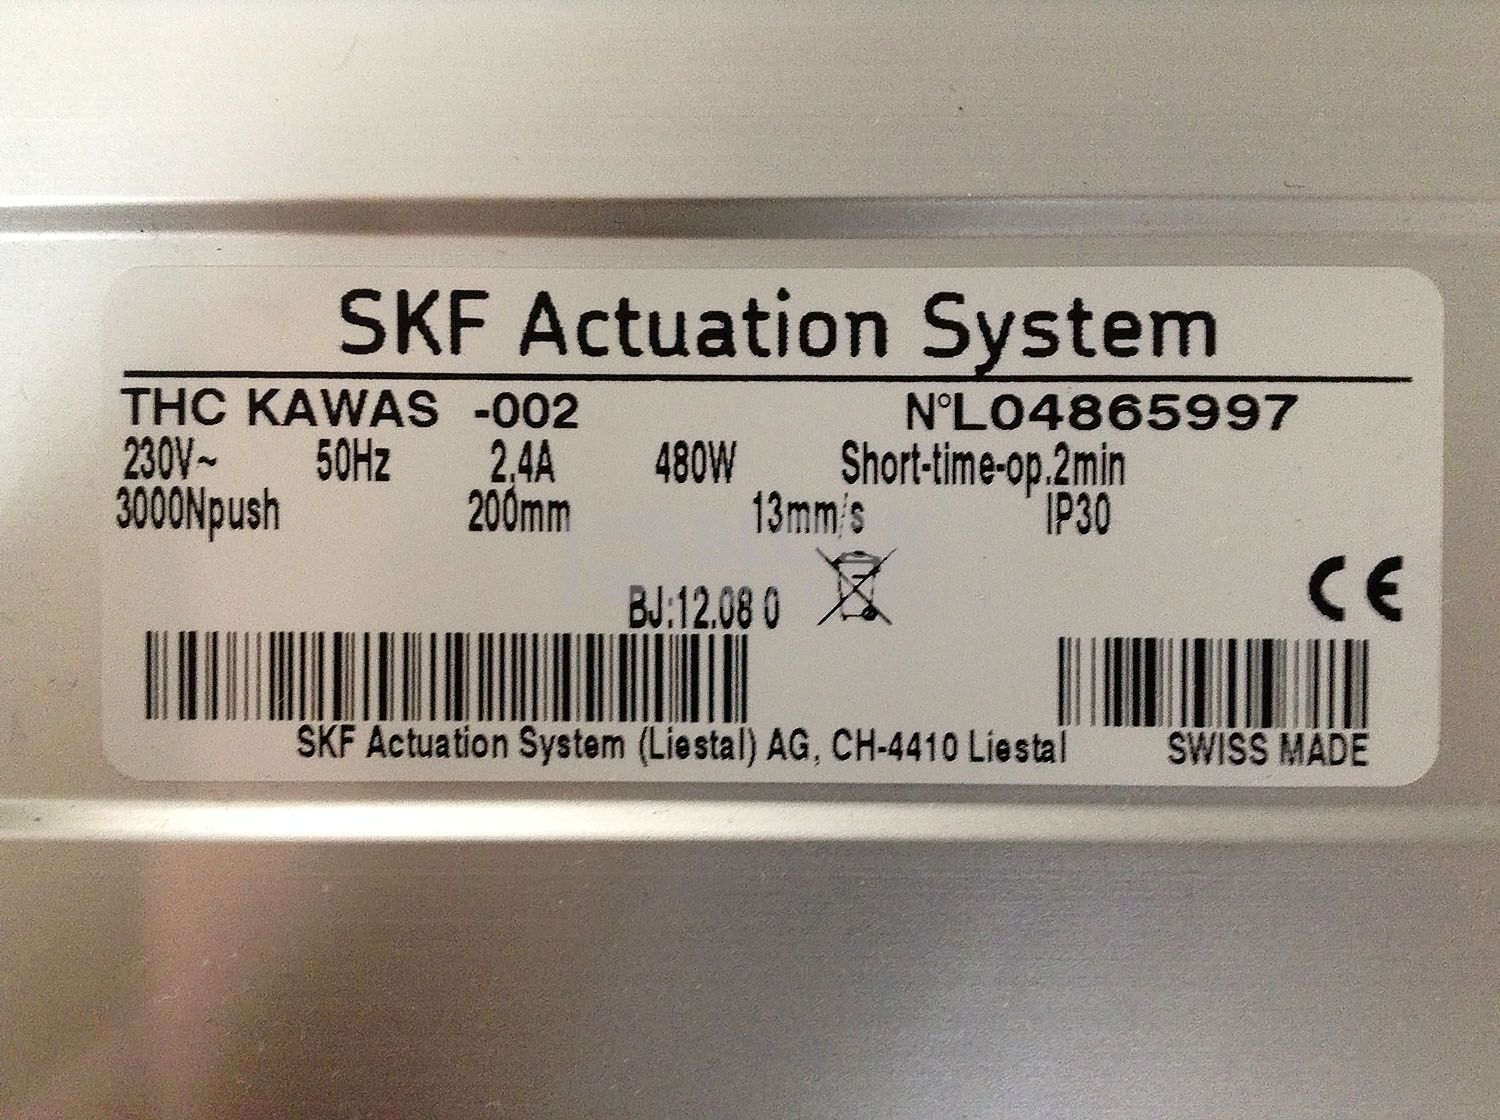 SKF Actuation System
THC KAWAS -002 N°L04865997
230V~ 50Hz 2.4A 480W Short-time-op.2min
3000Npush 200mm 13mm/s IP30
CE
BJ:12.08 0
SKF Actuation System (Liestal) AG, CH-4410 Liestal SWISS MADE